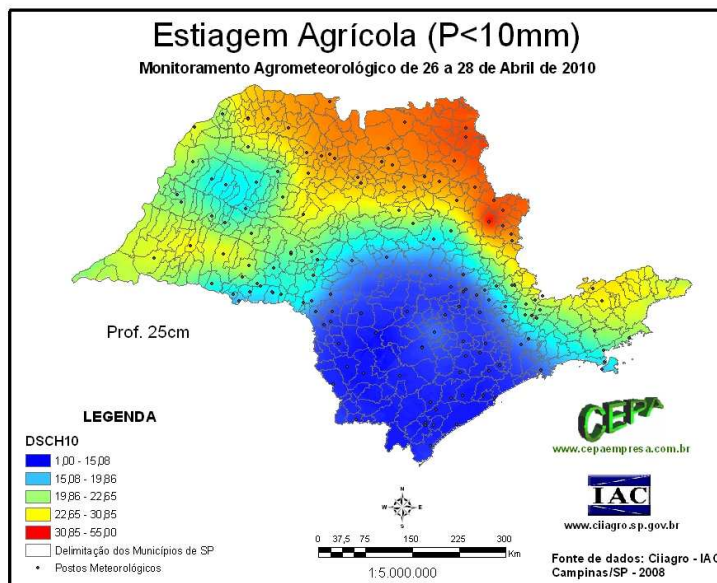 Estiagem Agrícola (P<10mm)
Monitoramento Agrometeorológico de 26 a 28 de Abril de 2010
Prof. 25cm
LEGENDA
DSCH10
1,00 - 15,08
15,08 - 19,86
19,86 - 22,65
22,65 - 30,85
30,85 - 55,00
Delimitação dos Municípios de SP
Postos Meteorológicos
N
W E
S
0 37,5 75 150 225 300
Km
1:5.000.000
CEPA
www.cepaempresa.com.br
IAC
www.ciiagro.sp.gov.br
Fonte de dados: Ciiagro - IAC
Campinas/SP - 2008